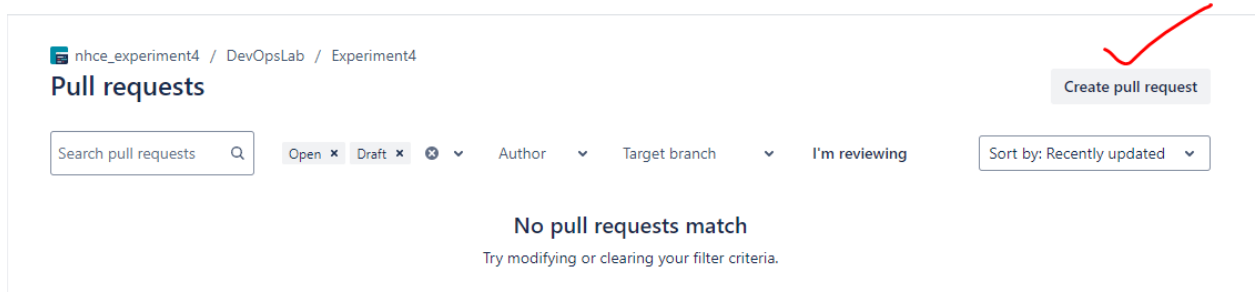 nhce_experiment4 / DevOpsLab / Experiment4
Pull requests
Create pull request
Search pull requests Open × Draft × Author Target branch I'm reviewing Sort by: Recently updated
No pull requests match
Try modifying or clearing your filter criteria.